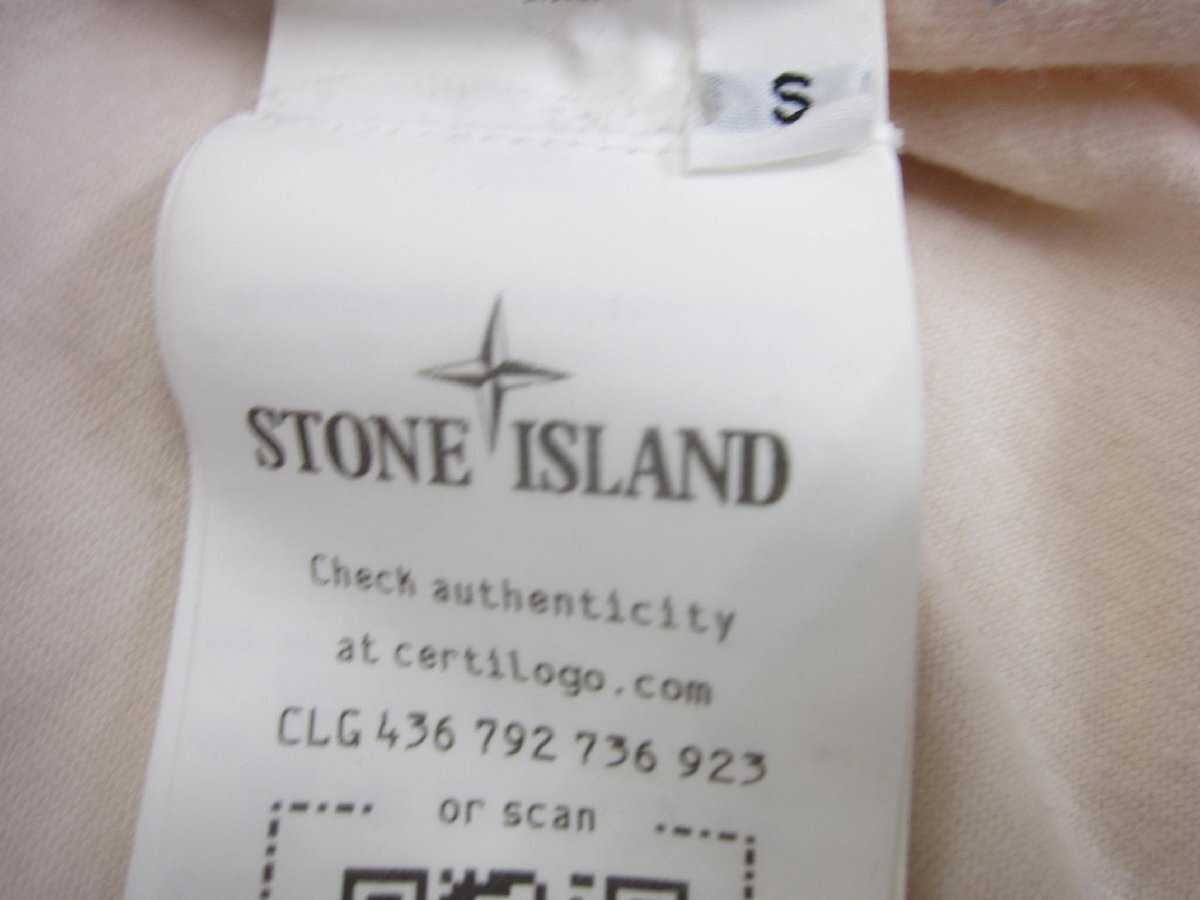 S
STONE ISLAND
Check authenticity
at certilogo.com
CLG 436 792 736 923
or scan